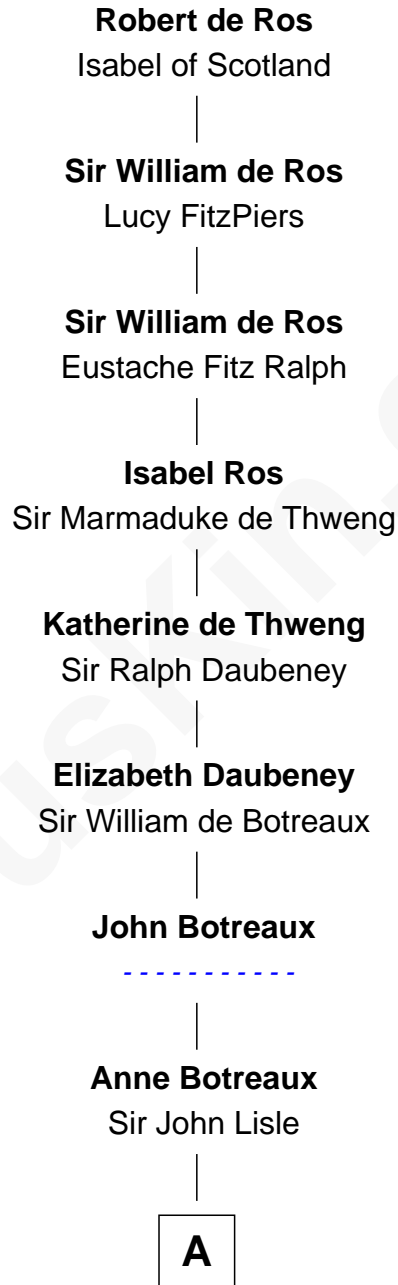 Robert de Ros
Isabel of Scotland
Sir William de Ros
Lucy FitzPiers
Sir William de Ros
Eustache Fitz Ralph
Isabel Ros
Sir Marmaduke de Thweng
Katherine de Thweng
Sir Ralph Daubeney
Elizabeth Daubeney
Sir William de Botreaux
John Botreaux
- - - - - - - - - - -
Anne Botreaux
Sir John Lisle
A